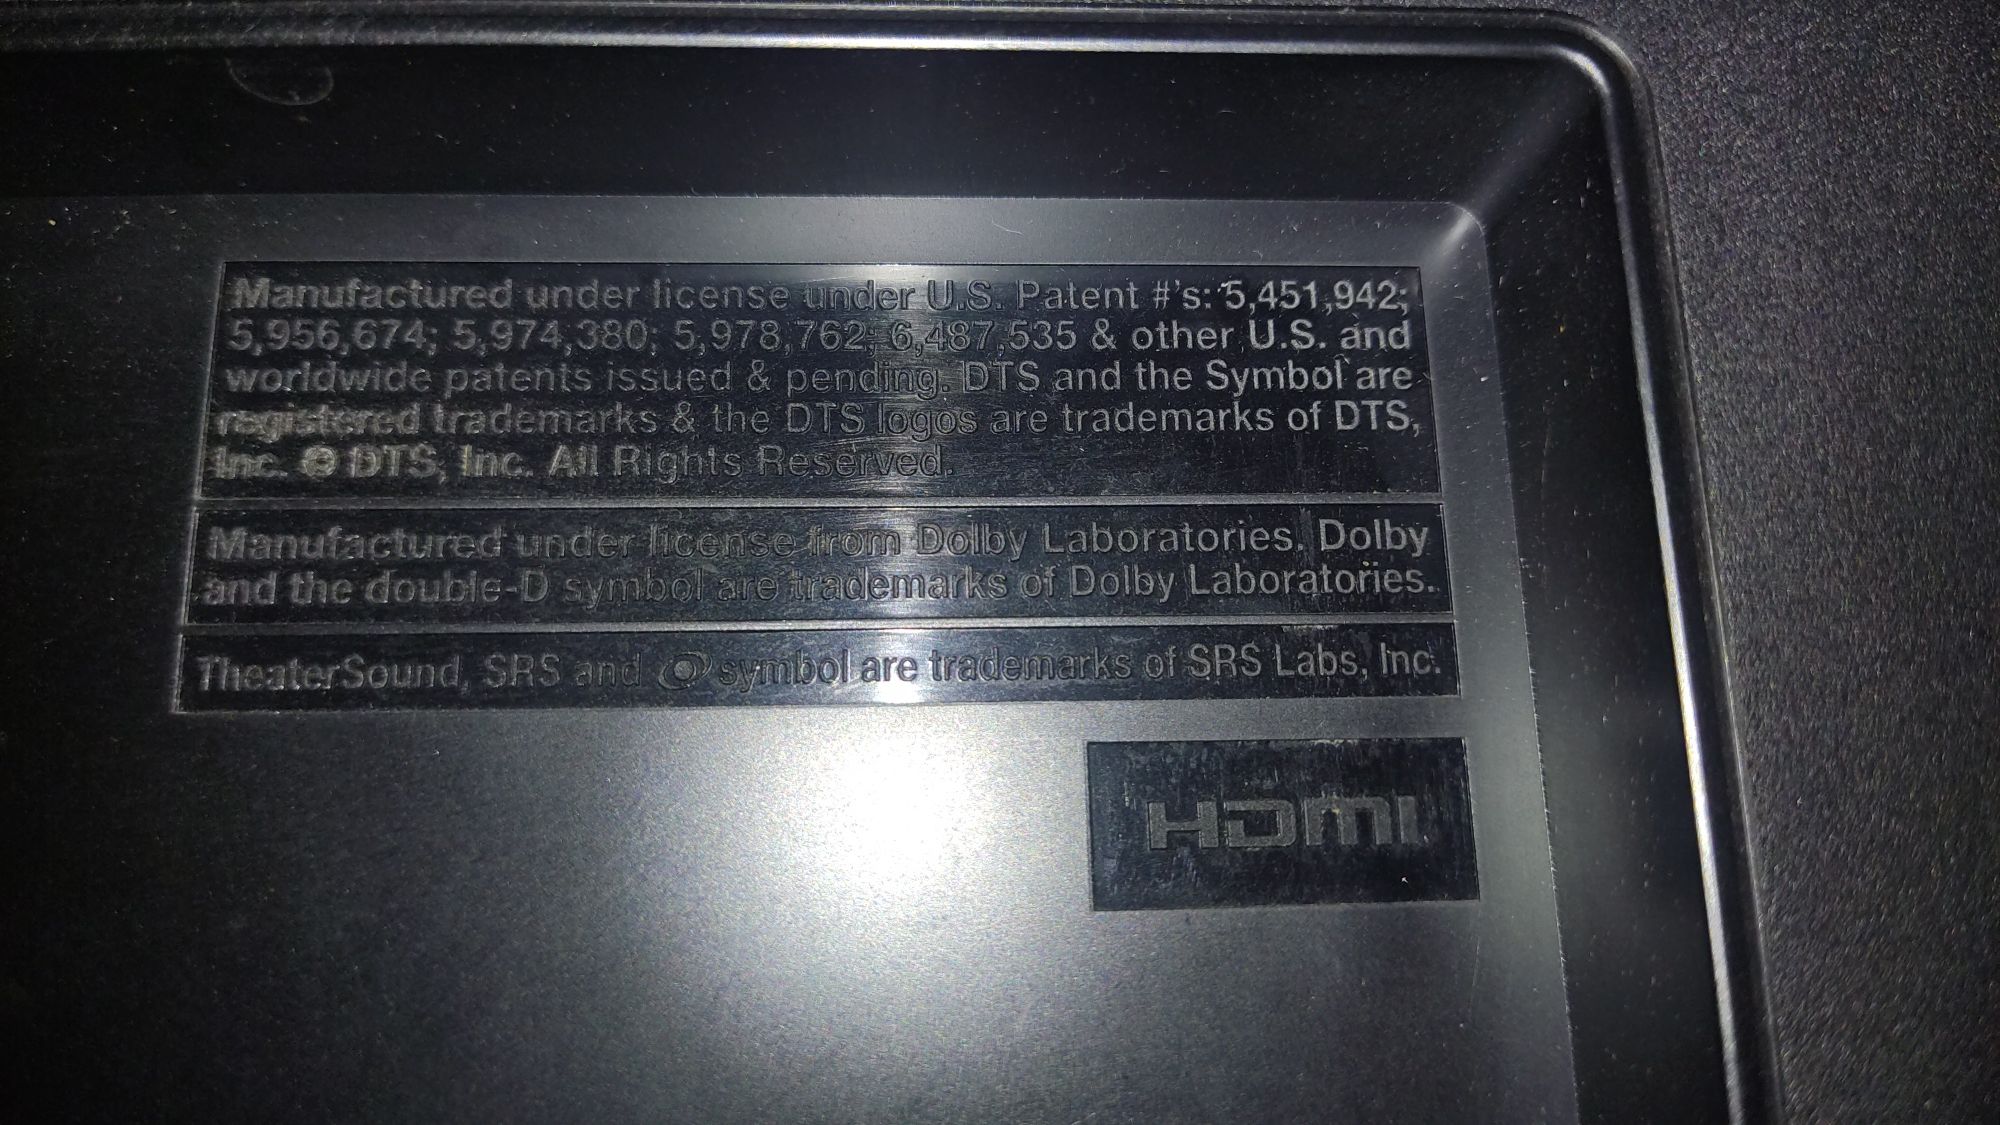 Manufactured under license under U.S. Patent #'s: 5,451,942;
5,956,674; 5,974,380; 5,978,762; 6,487,535 & other U.S. and
worldwide patents issued & pending. DTS and the Symbol are
registered trademarks & the DTS logos are trademarks of DTS,
Inc. © DTS, Inc. All Rights Reserved.
Manufactured under license from Dolby Laboratories. Dolby
and the double-D symbol are trademarks of Dolby Laboratories.
TheaterSound, SRS and symbol are trademarks of SRS Labs, Inc.
HDMI